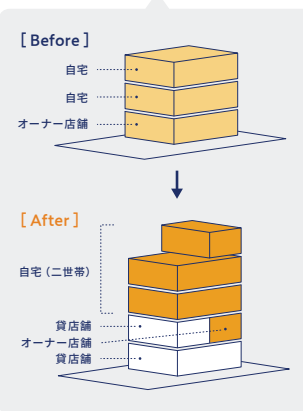 [ Before ]
自宅
自宅
オーナー店舗
[ After ]
自宅（二世帯）
貸店舗
オーナー店舗
貸店舗